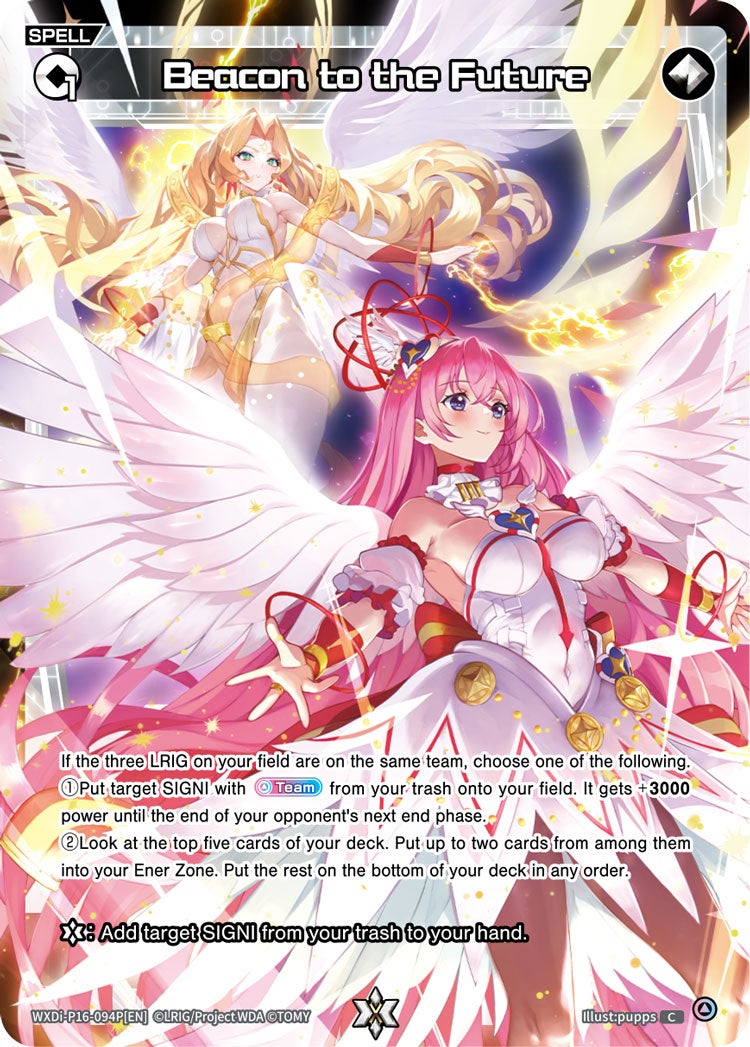 SPELL
1
Beacon to the Future
If the three LRIG on your field are on the same team, choose one of the following.
①Put target SIGNI with Team from your trash onto your field. It gets +3000
power until the end of your opponent's next end phase.
②Look at the top five cards of your deck. Put up to two cards from among them
into your Ener Zone. Put the rest on the bottom of your deck in any order.
: Add target SIGNI from your trash to your hand.
WXDi-P16-094P[EN] ©LRIG/Project WDA ©TOMY
Illust:pupps C